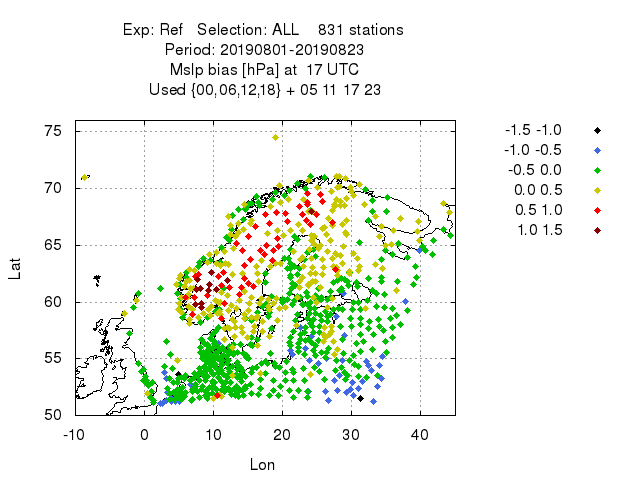 Exp: Ref Selection: ALL 831 stations
Period: 20190801-20190823
Mslp bias [hPa] at 17 UTC
Used {00,06,12,18} + 05 11 17 23
75
70
65
60
55
50
Lat
-10 0 10 20 30 40
Lon
-1.5 -1.0
-1.0 -0.5
-0.5 0.0
0.0 0.5
0.5 1.0
1.0 1.5